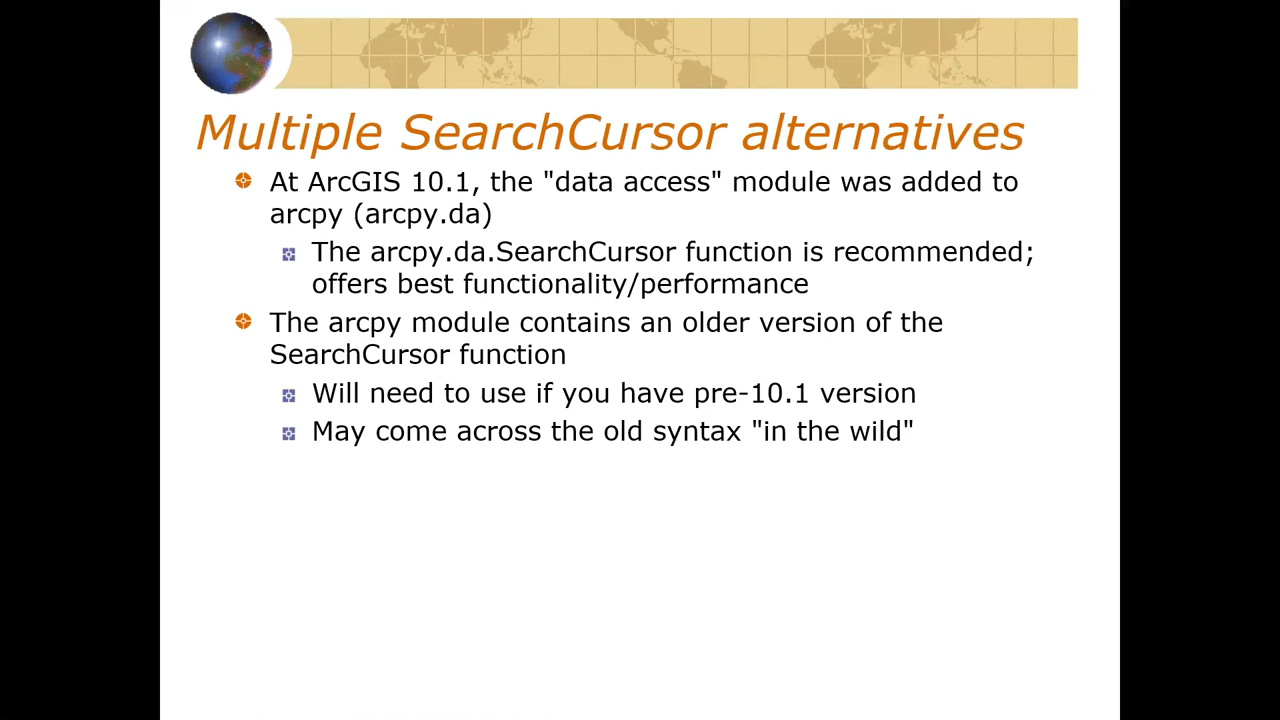 Multiple SearchCursor alternatives
At ArcGIS 10.1, the "data access" module was added to
arcpy (arcpy.da)
The arcpy.da.SearchCursor function is recommended;
offers best functionality/performance
The arcpy module contains an older version of the
SearchCursor function
Will need to use if you have pre-10.1 version
May come across the old syntax "in the wild"